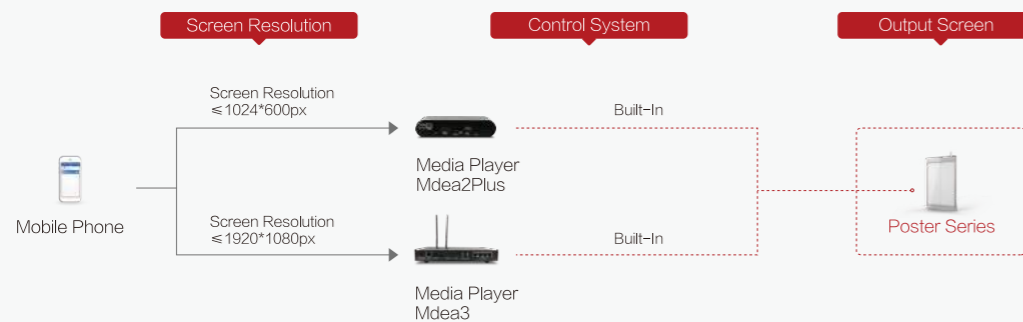 Screen Resolution
Control System
Output Screen
Screen Resolution
≤1024*600px
Built-In
Media Player
Mdea2Plus
Mobile Phone
Screen Resolution
≤1920*1080px
Built-In
Poster Series
Media Player
Mdea3